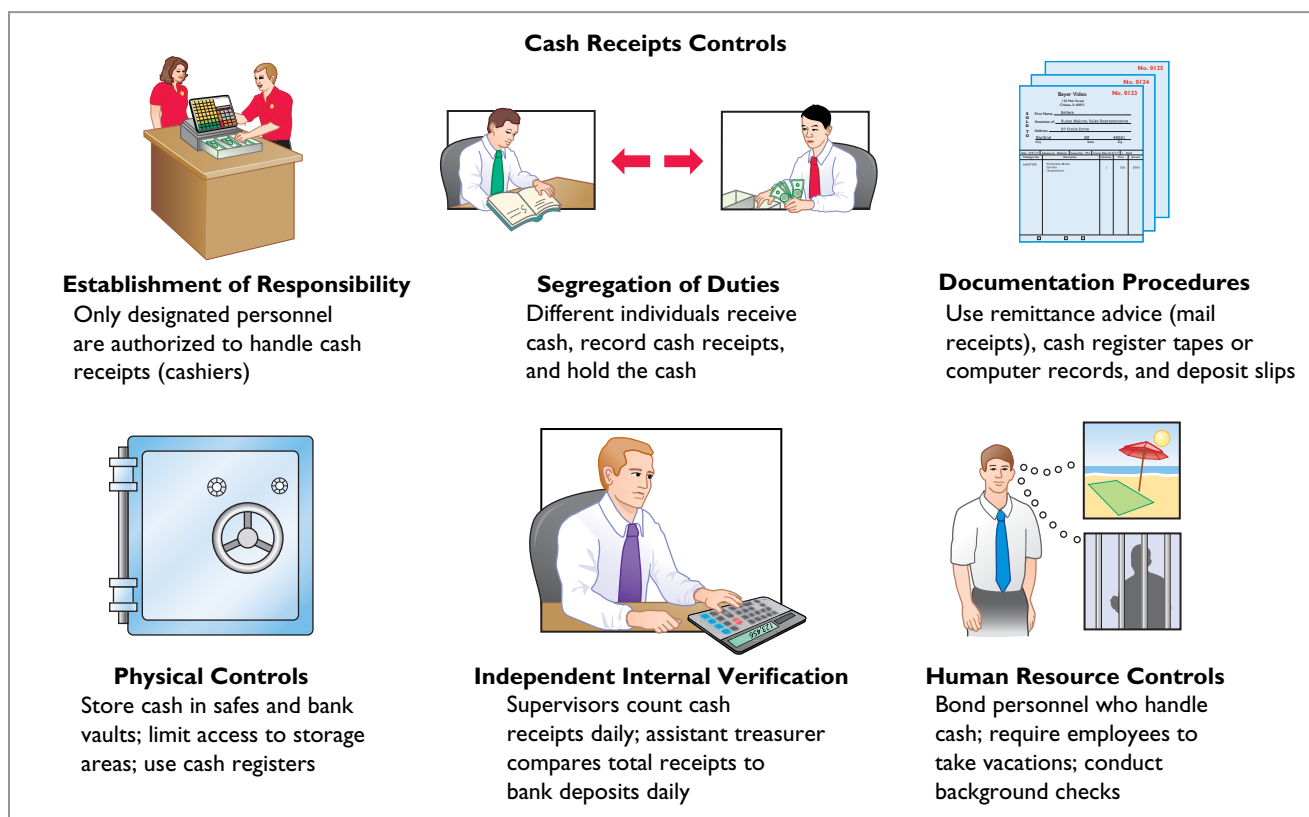 Cash Receipts Controls
No. 0125
No. 0124
No. 0123
Beyer Video
Establishment of Responsibility
Only designated personnel
are authorized to handle cash
receipts (cashiers)
Segregation of Duties
Different individuals receive
cash, record cash receipts,
and hold the cash
Documentation Procedures
Use remittance advice (mail
receipts), cash register tapes or
computer records, and deposit slips
123456
Physical Controls
Store cash in safes and bank
vaults; limit access to storage
areas; use cash registers
Independent Internal Verification
Supervisors count cash
receipts daily; assistant treasurer
compares total receipts to
bank deposits daily
Human Resource Controls
Bond personnel who handle
cash; require employees to
take vacations; conduct
background checks